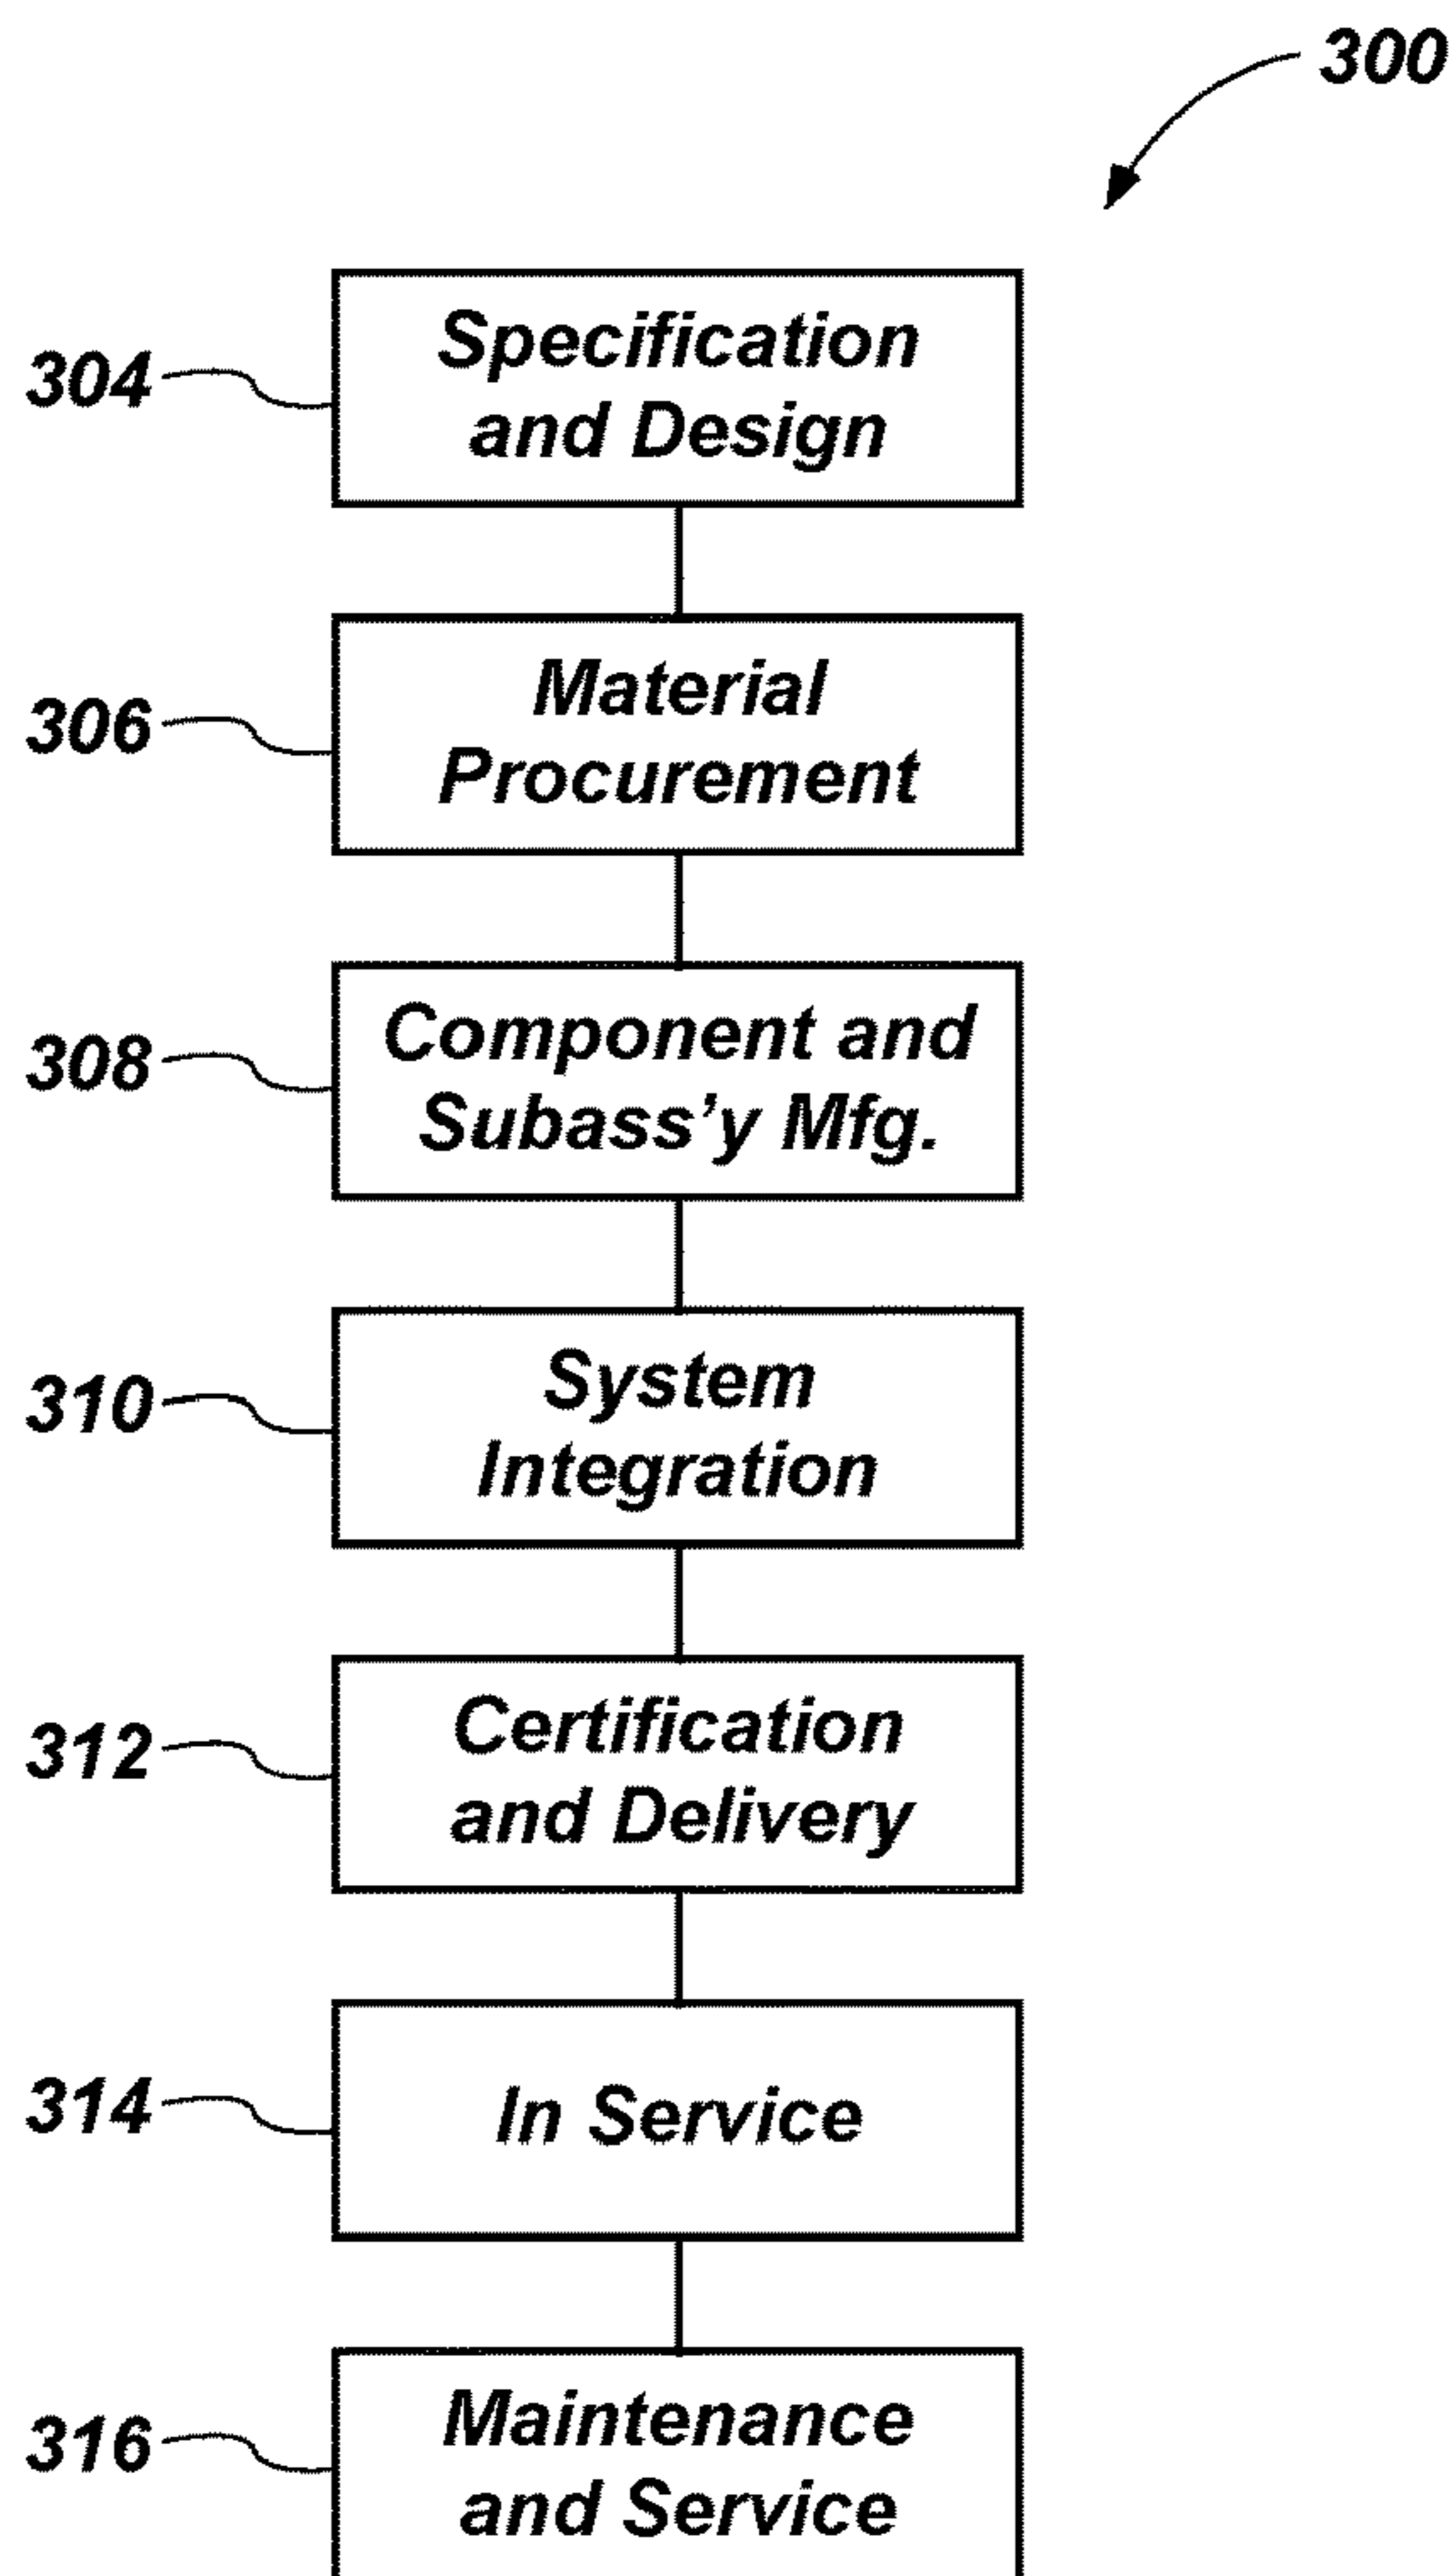 300
304
Specification
and Design
306
Material
Procurement
308
Component and
Subass’y Mfg.
310
System
Integration
312
Certification
and Delivery
314
In Service
316
Maintenance
and Service